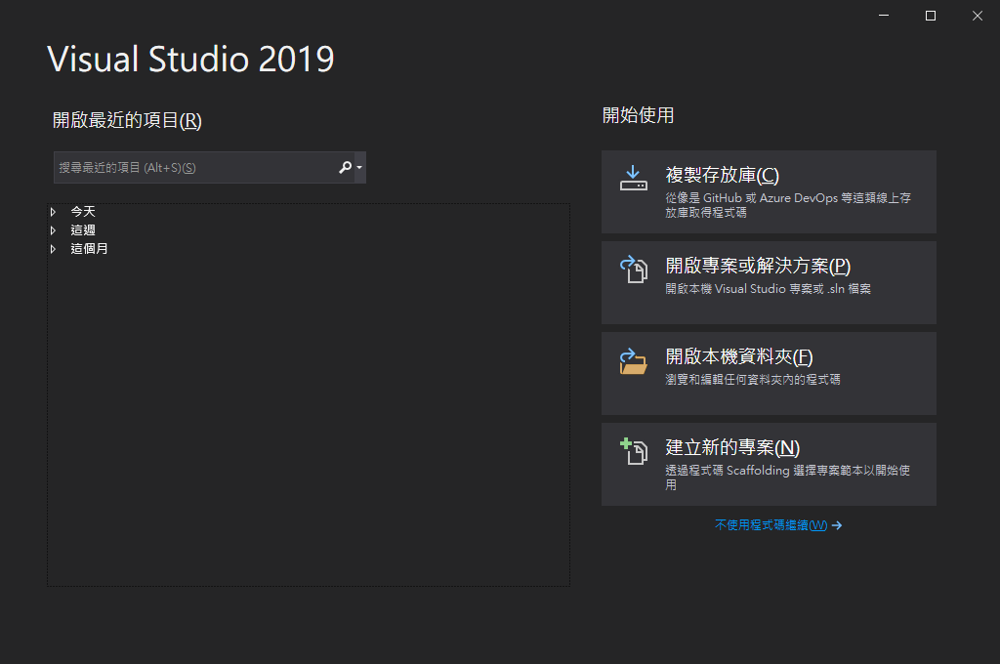 Visual Studio 2019
開啟最近的項目(R)
搜尋最近的項目 (Alt+S)(S)
今天
這週
這個月
開始使用
複製存放庫(C)
從像是 GitHub 或 Azure DevOps 等這類線上存
放庫取得程式碼
開啟專案或解決方案(P)
開啟本機 Visual Studio 專案或 .sln 檔案
開啟本機資料夾(F)
瀏覽和編輯任何資料夾內的程式碼
建立新的專案(N)
透過程式碼 Scaffolding 選擇專案範本以開始使
用
不使用程式碼繼續(W)